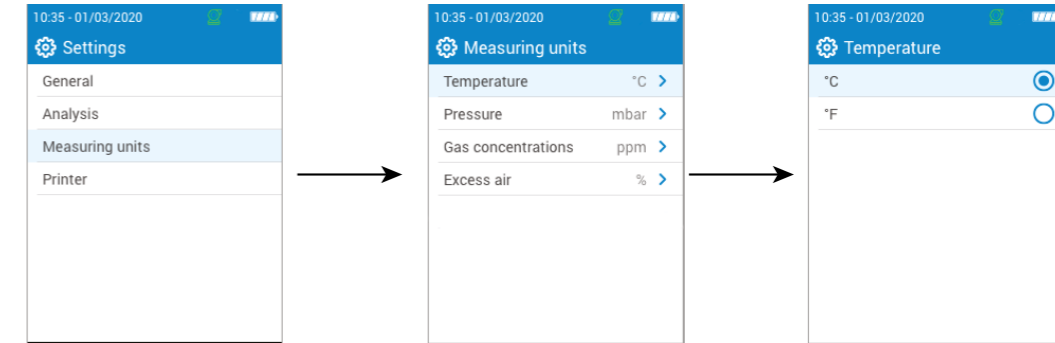 10:35 - 01/03/2020
Settings
General
Analysis
Measuring units
Printer
10:35 - 01/03/2020
Measuring units
Temperature °C
Pressure mbar
Gas concentrations ppm
Excess air %
10:35 - 01/03/2020
Temperature
°C
°F